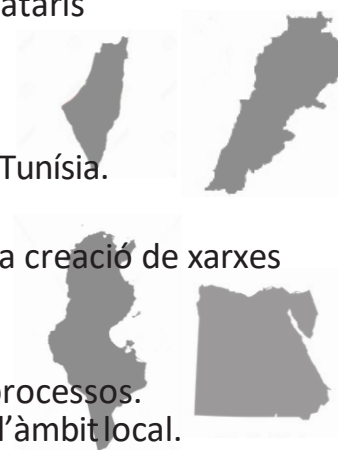 ataris
Tunísia.
a creació de xarxes
processos.
l'àmbit local.